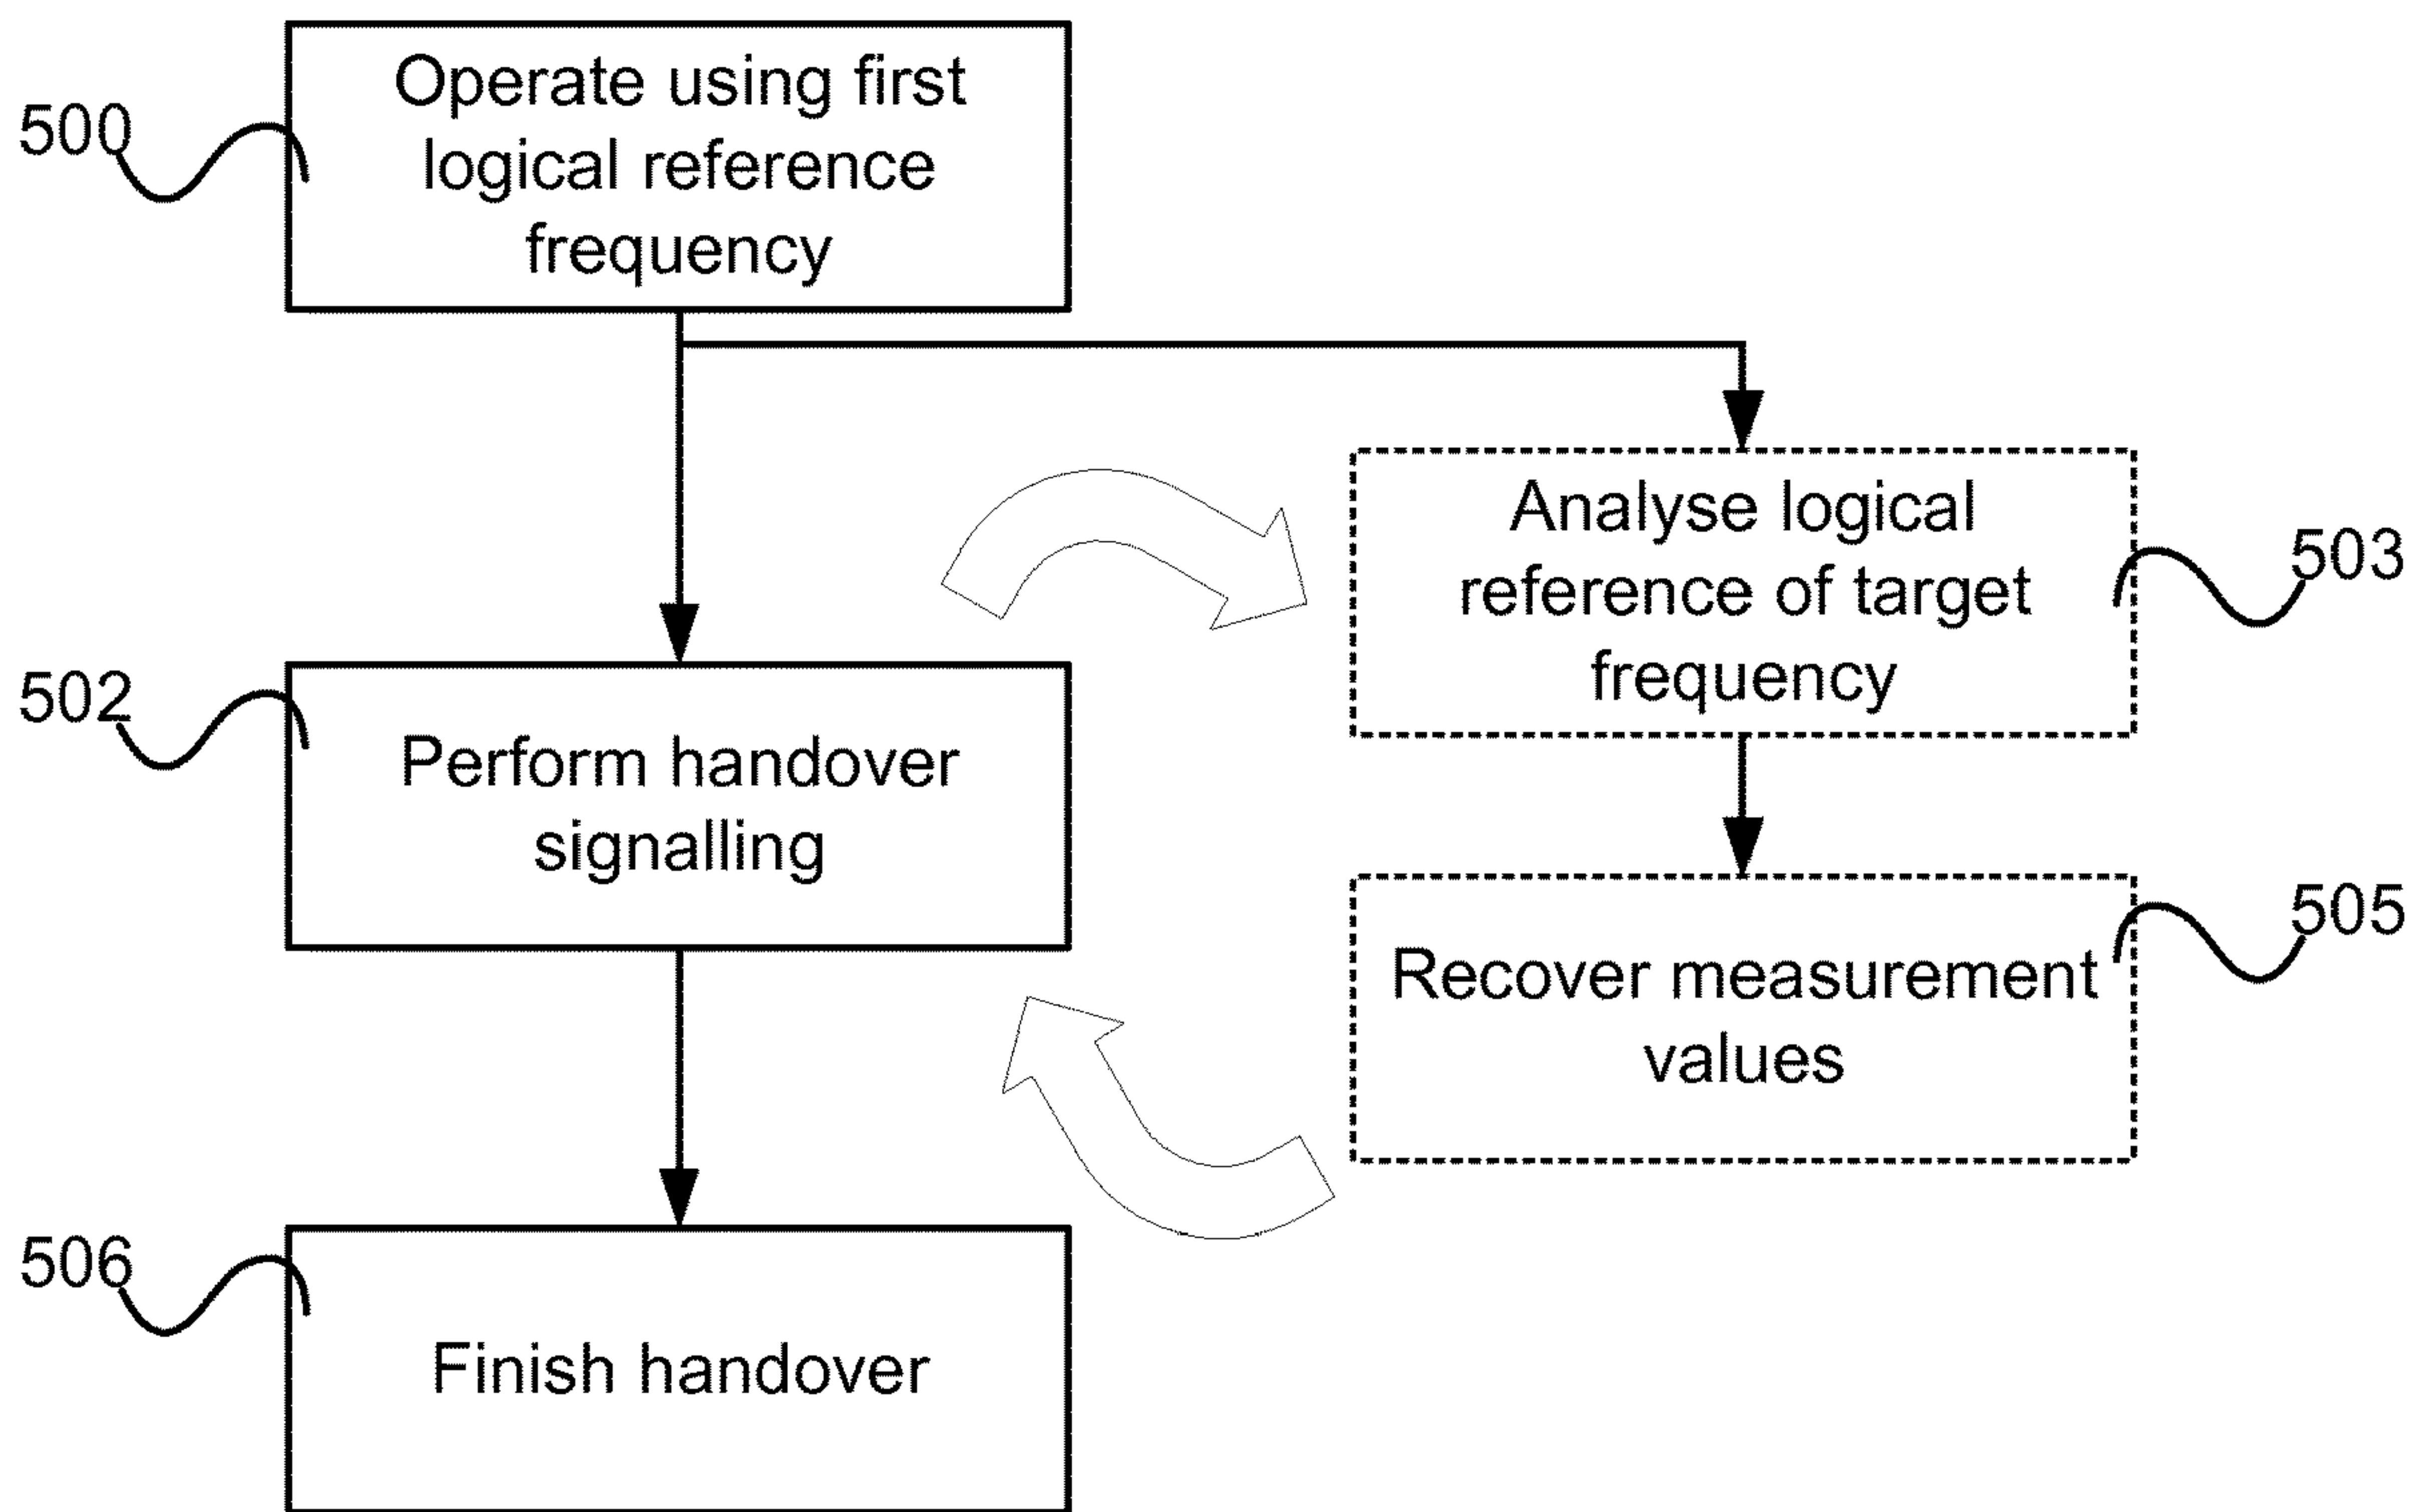 500
Operate using first
logical reference
frequency
Analyse logical
reference of target
frequency
503
502
Perform handover
signalling
505
Recover measurement
values
506
Finish handover